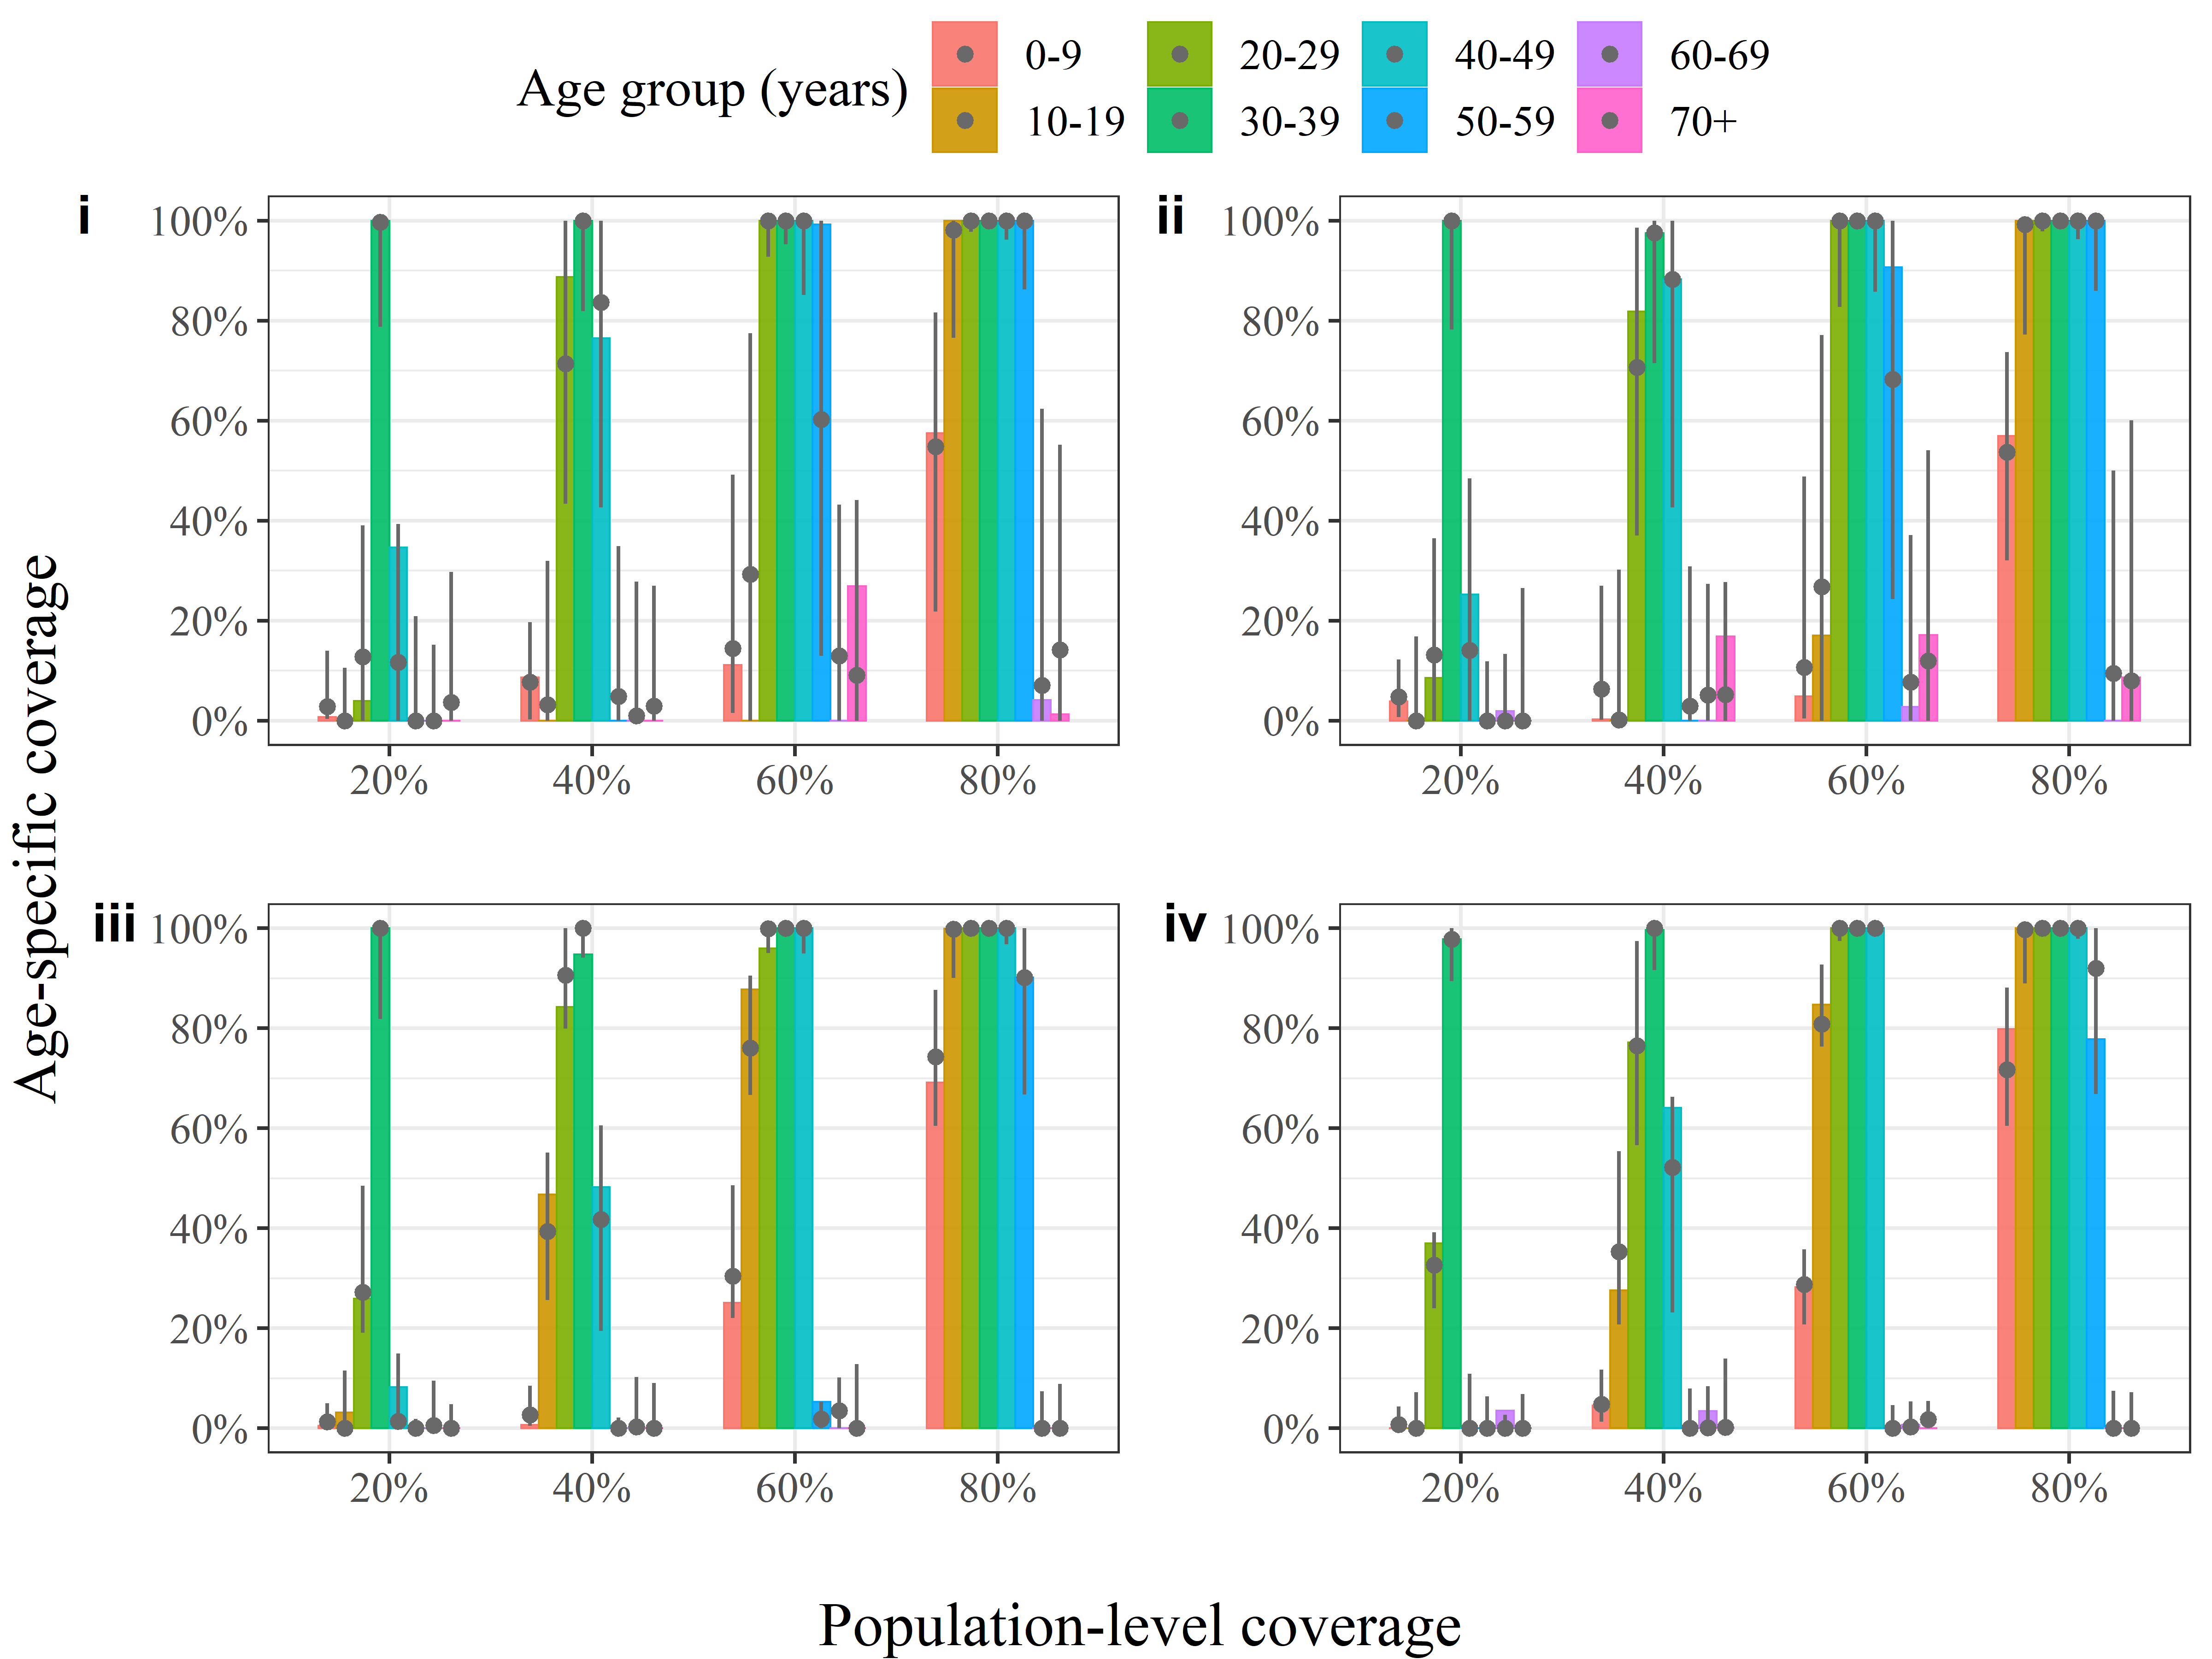 Age group (years)
0-9 20-29 40-49 60-69
10-19 30-39 50-59 70+
i ii
100% 100%
80% 80%
60% 60%
40% 40%
20% 20%
0% 0%
20% 40% 60% 80% 20% 40% 60% 80%
Age-specific coverage
iii iv
100% 100%
80% 80%
60% 60%
40% 40%
20% 20%
0% 0%
20% 40% 60% 80% 20% 40% 60% 80%
Population-level coverage